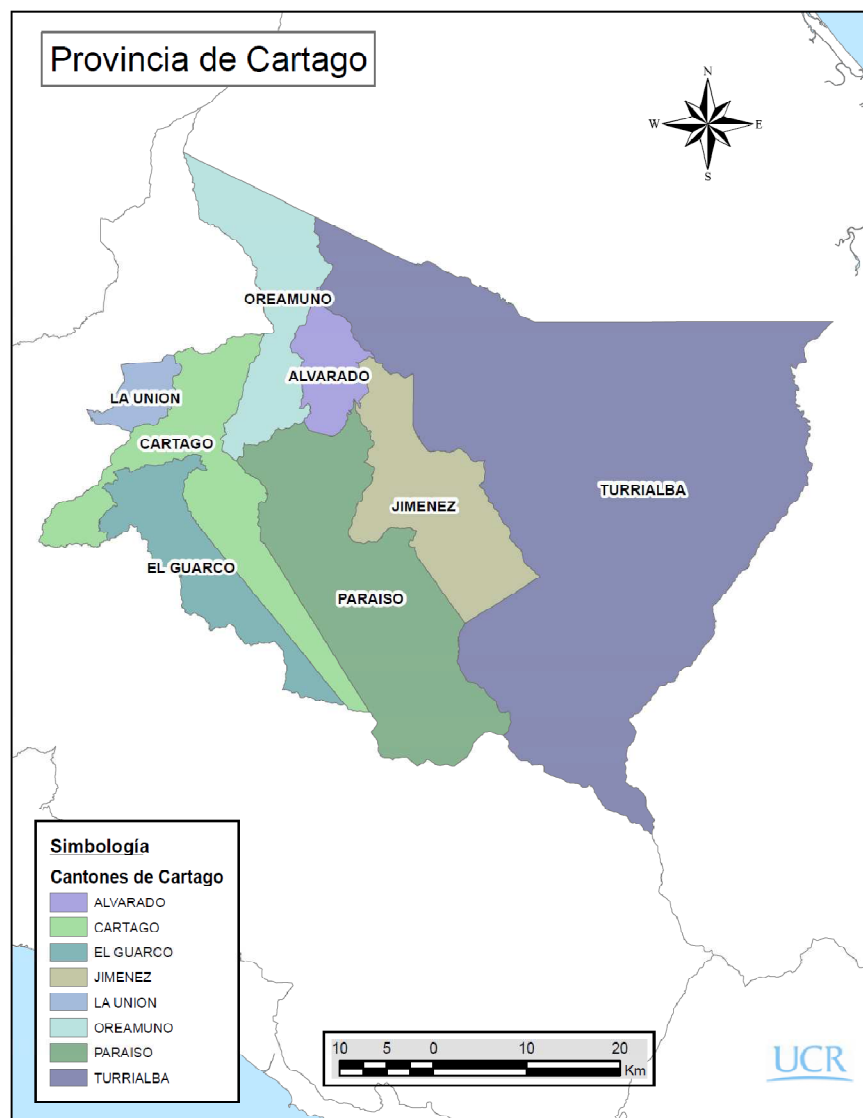 Provincia de Cartago
N
W
E
S
OREAMUNO
ALVARADO
LA UNION
CARTAGO
TURRIALBA
JIMENEZ
EL GUARCO
PARAISO
Simbología
Cantones de Cartago
ALVARADO
CARTAGO
EL GUARCO
JIMENEZ
LA UNION
OREAMUNO
PARAISO
TURRIALBA
10 5 0 10 20
Km
UCR